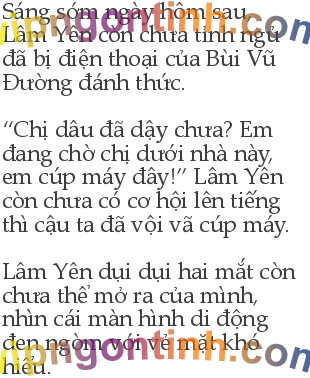 Sáng sớm ngày hôm sau,
Lâm Yên còn chưa tỉnh ngủ
đã bị điện thoại của Bùi Vũ
Đường đánh thức.
“Chị dâu đã dậy chưa? Em
đang chờ chị dưới nhà này,
em cúp máy đây!” Lâm Yên
còn chưa có cơ hội lên tiếng
thì cậu ta đã vội vã cúp máy.
Lâm Yên dụi dụi hai mắt còn
chưa thể mở ra của mình,
nhìn cái màn hình di động
đen ngòm với vẻ mặt khó
hiểu.